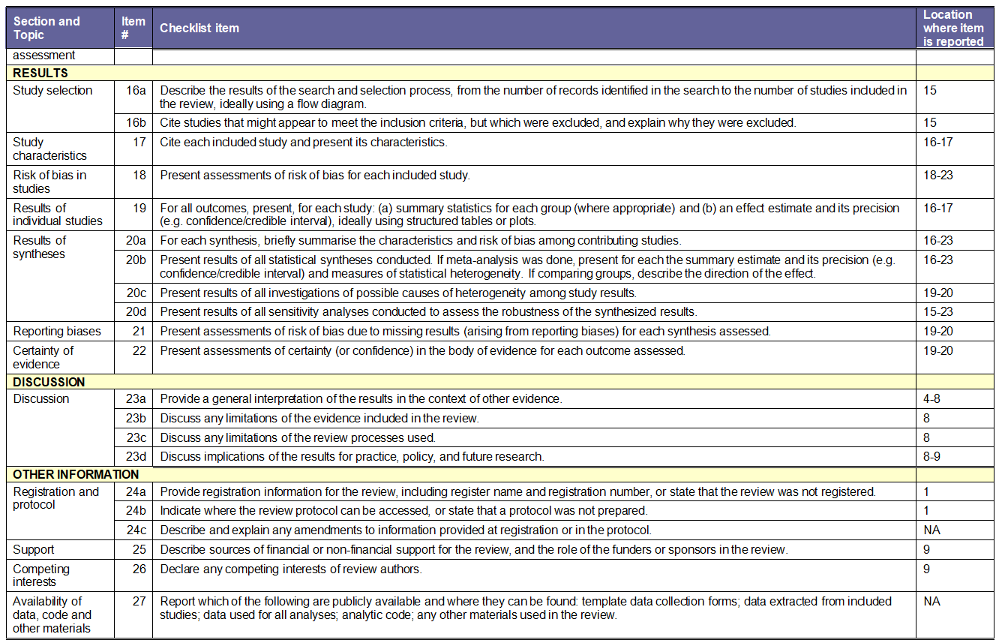 Section and Topic
Item #
Checklist item
Location where item is reported
assessment
RESULTS
Study selection
16a
Describe the results of the search and selection process, from the number of records identified in the search to the number of studies included in
the review, ideally using a flow diagram.
15
16b
Cite studies that might appear to meet the inclusion criteria, but which were excluded, and explain why they were excluded.
15
Study
characteristics
17
Cite each included study and present its characteristics.
16-17
Risk of bias in
studies
18
Present assessments of risk of bias for each included study.
18-23
Results of
individual studies
19
For all outcomes, present, for each study: (a) summary statistics for each group (where appropriate) and (b) an effect estimate and its precision
(e.g. confidence/credible interval), ideally using structured tables or plots.
16-17
Results of
syntheses
20a
For each synthesis, briefly summarise the characteristics and risk of bias among contributing studies.
16-23
20b
Present results of all statistical syntheses conducted. If meta-analysis was done, present for each the summary estimate and its precision (e.g.
confidence/credible interval) and measures of statistical heterogeneity. If comparing groups, describe the direction of the effect.
16-23
20c
Present results of all investigations of possible causes of heterogeneity among study results.
19-20
20d
Present results of all sensitivity analyses conducted to assess the robustness of the synthesized results.
15-23
Reporting biases
21
Present assessments of risk of bias due to missing results (arising from reporting biases) for each synthesis assessed.
19-20
Certainty of
evidence
22
Present assessments of certainty (or confidence) in the body of evidence for each outcome assessed.
19-20
DISCUSSION
Discussion
23a
Provide a general interpretation of the results in the context of other evidence.
4-8
23b
Discuss any limitations of the evidence included in the review.
8
23c
Discuss any limitations of the review processes used.
8
23d
Discuss implications of the results for practice, policy, and future research.
8-9
OTHER INFORMATION
Registration and
protocol
24a
Provide registration information for the review, including register name and registration number, or state that the review was not registered.
1
24b
Indicate where the review protocol can be accessed, or state that a protocol was not prepared.
1
24c
Describe and explain any amendments to information provided at registration or in the protocol.
NA
Support
25
Describe sources of financial or non-financial support for the review, and the role of the funders or sponsors in the review.
9
Competing
interests
26
Declare any competing interests of review authors.
9
Availability of
data, code and
other materials
27
Report which of the following are publicly available and where they can be found: template data collection forms; data extracted from included
studies; data used for all analyses; analytic code; any other materials used in the review.
NA